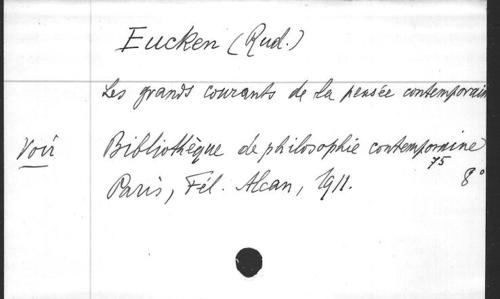 Eucken (Rud.)
Les grands courants de la pensée contemporain
Voir Bibliothèque de philosophie contemporaine
75
Paris, Fél. Alcan, 1911. 8°